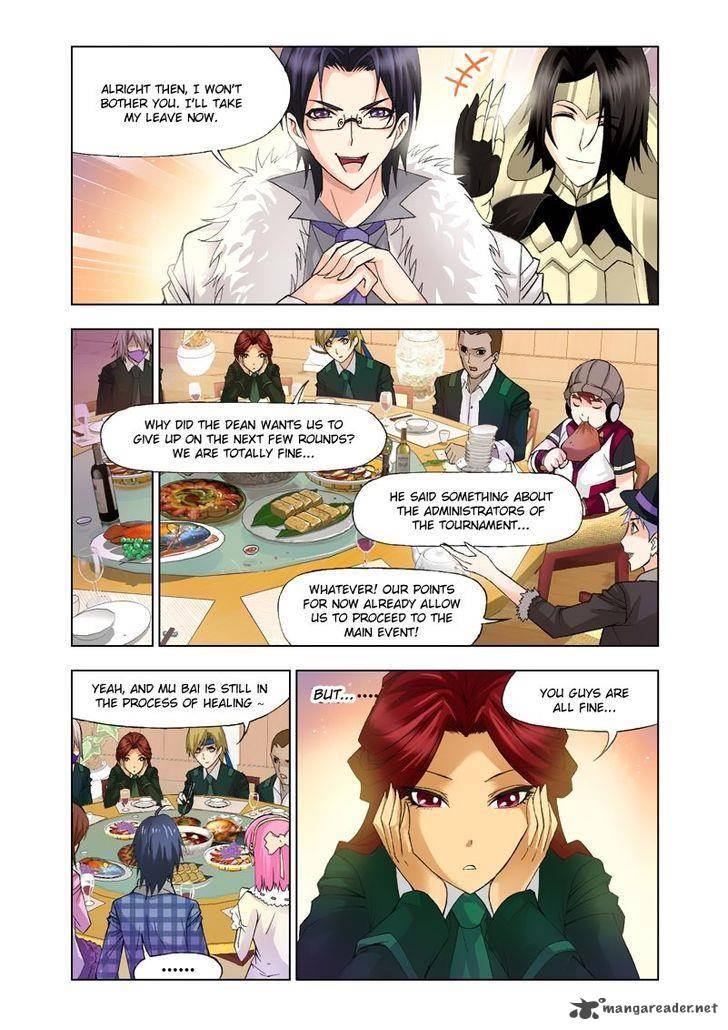 ALRIGHT THEN, I WON'T
BOTHER YOU. I'LL TAKE
MY LEAVE NOW.
WHY DID THE DEAN WANTS US TO
GIVE UP ON THE NEXT FEW ROUNDS?
WE ARE TOTALLY FINE...
HE SAID SOMETHING ABOUT
THE ADMINISTRATORS OF
THE TOURNAMENT...
WHATEVER! OUR POINTS
FOR NOW ALREADY ALLOW
US TO PROCEED TO THE
MAIN EVENT!
YEAH, AND MU BAI IS STILL IN
THE PROCESS OF HEALING ~
......
BUT... .....
YOU GUYS ARE
ALL FINE...
mangareader.net